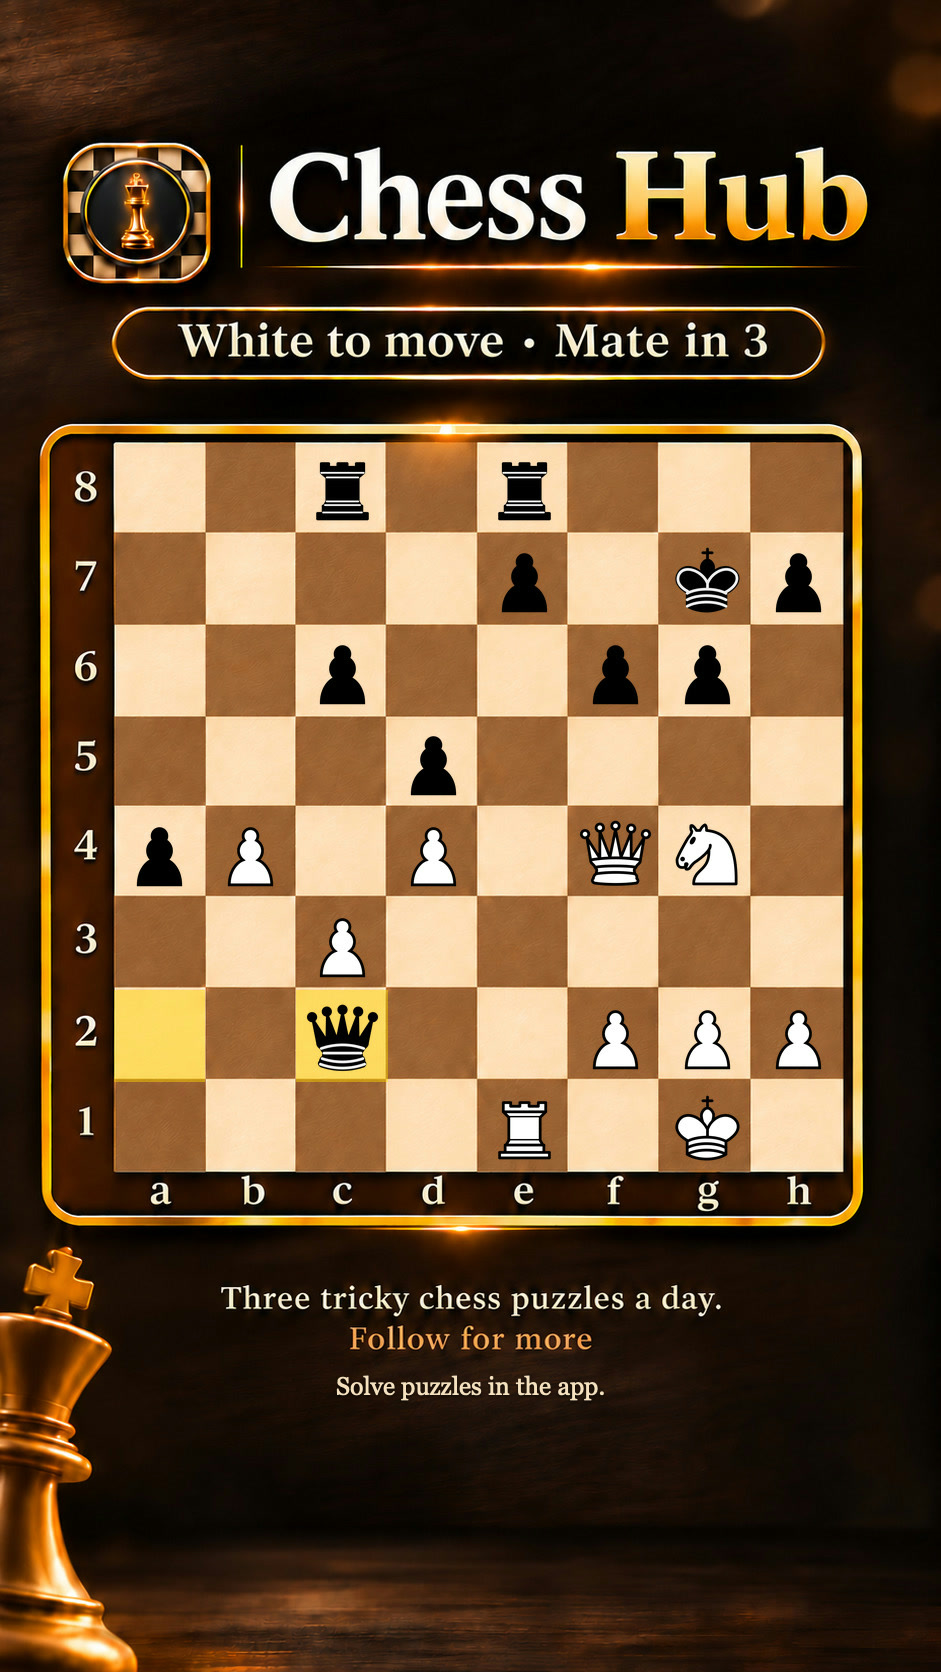 Chess Hub
White to move • Mate in 3
8
7
6
5
4
3
2
1
a b c d e f g h
Three tricky chess puzzles a day.
Follow for more
Solve puzzles in the app.